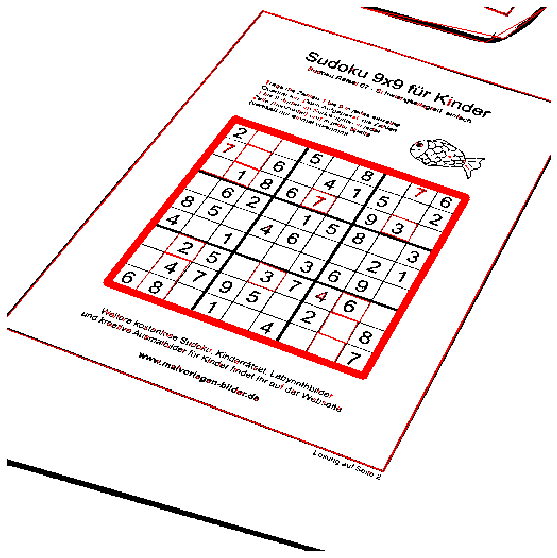 Sudoku 9x9 für Kinder
Schwierigkeitsgrad einfach
2 5 8 7 6
7 6 4 1 5 2
1 8 6 7 9 3
6 2 1 5 8 3
8 5 4 6 2 1
4 1 3 6 9
2 5 3 7 4 6
4 7 9 5 2 8
6 8 1 4 7
Weitere kostenlose Sudoku, Kinderrätsel, Labyrinthbilder
und kreative Ausmalbilder für Kinder findet ihr auf der Webseite
www.malvorlagen-bilder.de
Lösung auf Seite 2